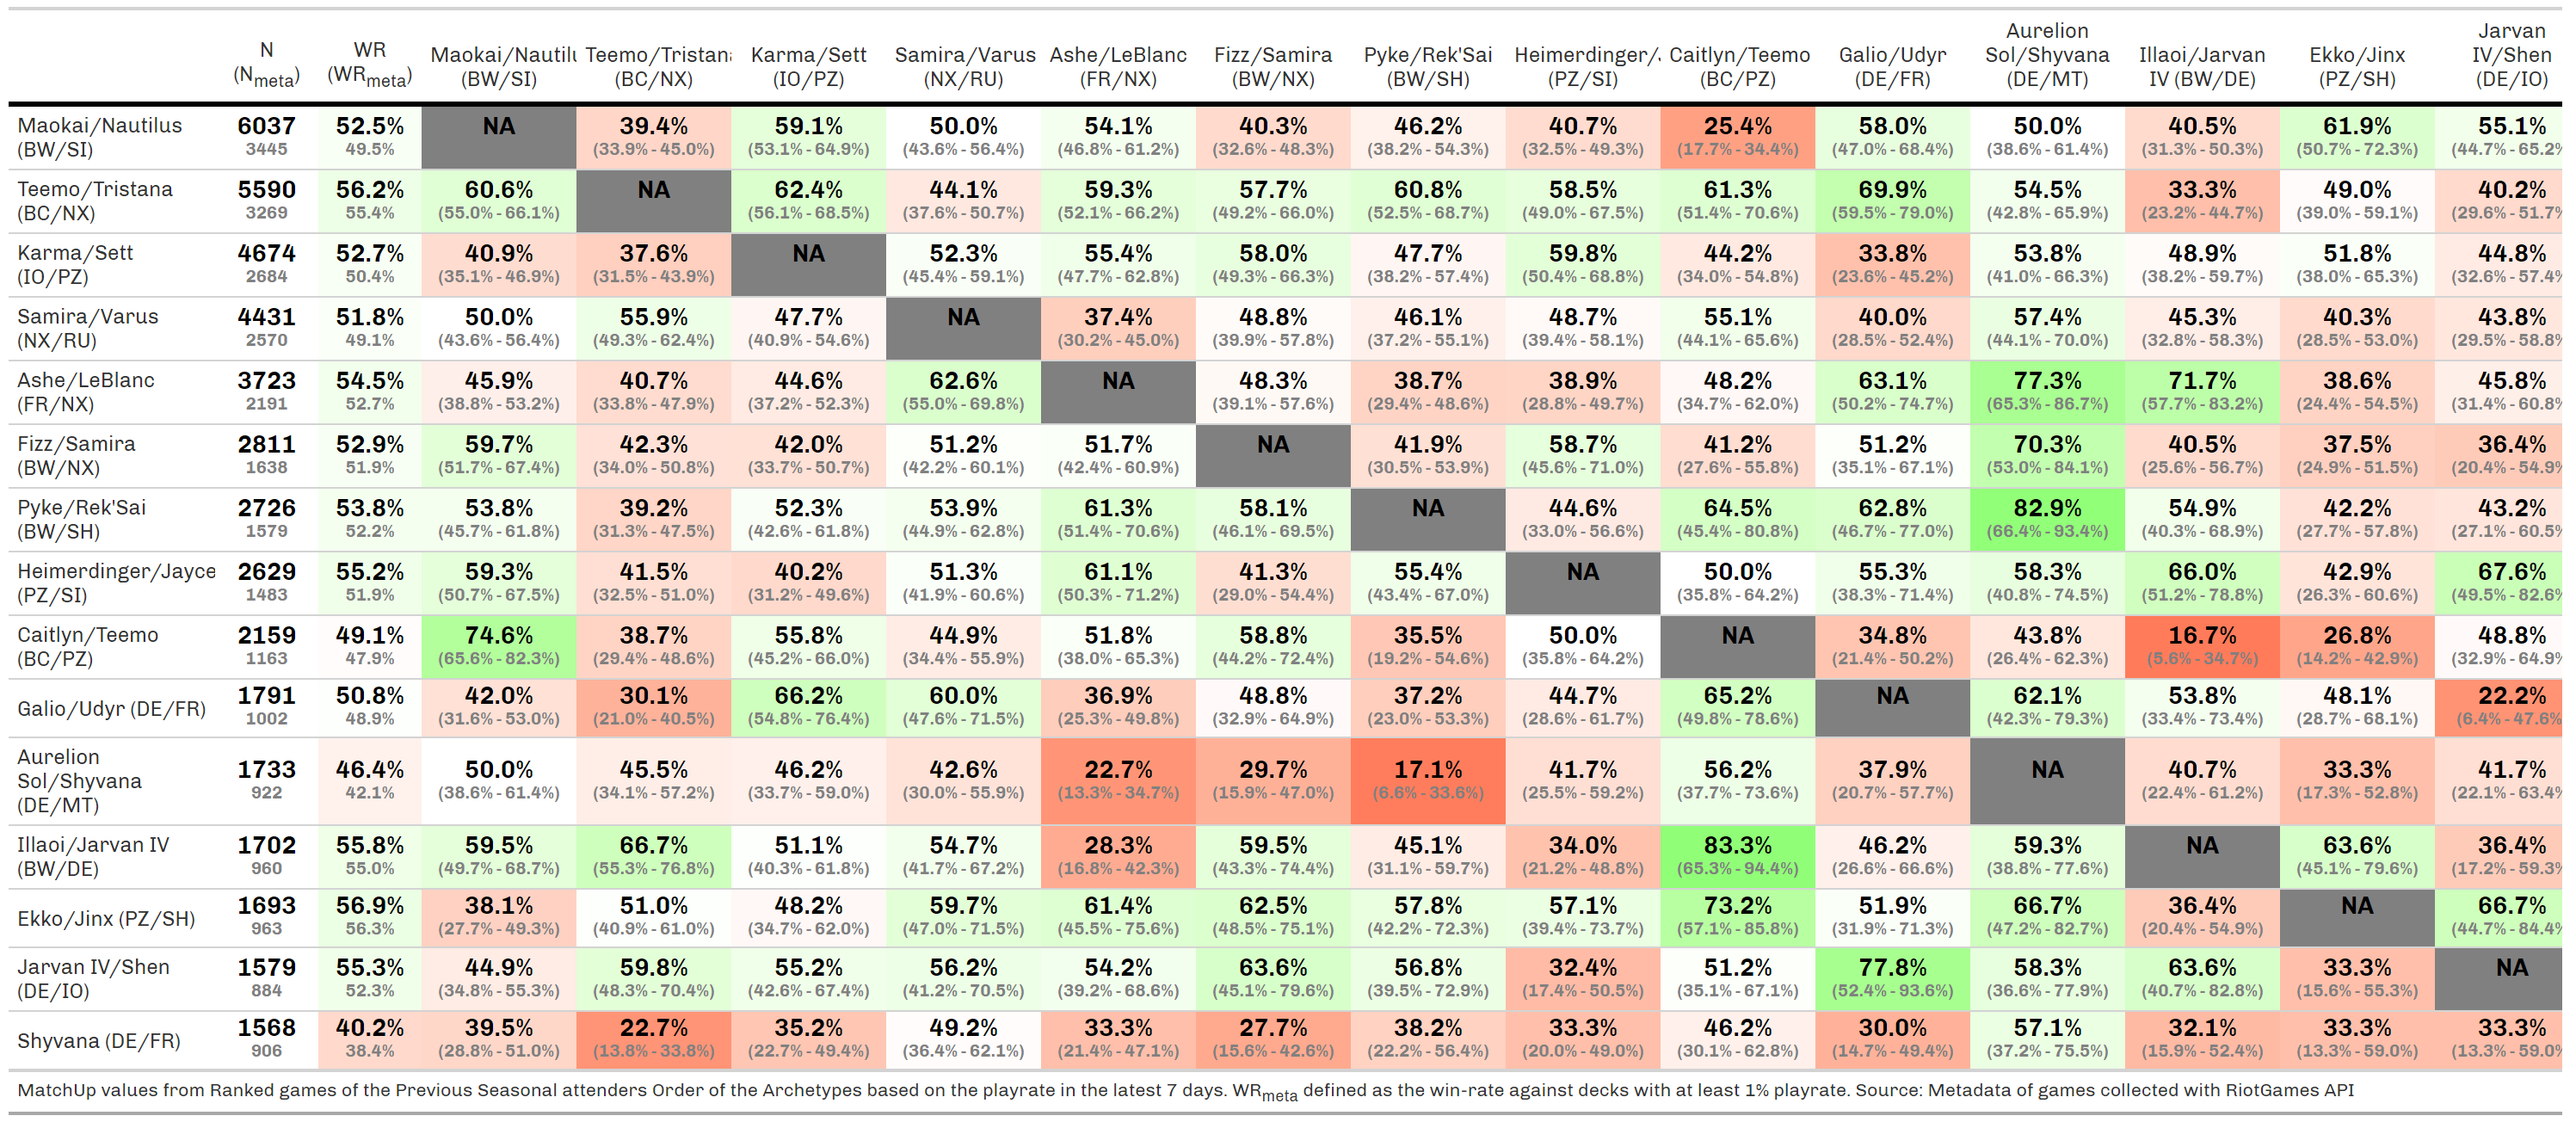 N (N meta) WR (WR meta) Maokai/Nautilu (BW/SI) Teemo/Tristana (BC/NX) Karma/Sett (IO/PZ) Samira/Varus (NX/RU) Ashe/LeBlanc (FR/NX) Fizz/Samira (BW/NX) Pyke/Rek'Sai (BW/SH) Heimerdinger/. (PZ/SI) Caitlyn/Teemo (BC/PZ) Galio/Udyr (DE/FR) Aurelion Sol/Shyvana (DE/MT) Illaoi/Jarvan IV (BW/DE) Ekko/Jinx (PZ/SH) Jarvan IV/Shen (DE/IO)
Maokai/Nautilus 6037 52.5% NA 39.4% 59.1% 50.0% 54.1% 40.3% 46.2% 40.7% 25.4% 58.0% 50.0% 40.5% 61.9% 55.1%
(BW/SI) 3445 49.5% (33.9% - 45.0%) (53.1% - 64.9%) (43.6% - 56.4%) (46.8% - 61.2%) (32.6% - 48.3%) (38.2% - 54.3%) (32.5% - 49.3%) (17.7% - 34.4%) (47.0% - 68.4%) (38.6% - 61.4%) (31.3% - 50.3%) (50.7% - 72.3%) (44.7% - 65.2%
Teemo/Tristana 5590 56.2% 60.6% NA 62.4% 44.1% 59.3% 57.7% 60.8% 58.5% 61.3% 69.9% 54.5% 33.3% 49.0% 40.2%
(BC/NX) 3269 55.4% (55.0% - 66.1%) (56.1% - 68.5%) (37.6% - 50.7%) (52.1% - 66.2%) (49.2% - 66.0%) (52.5% - 68.7%) (49.0% - 67.5%) (51.4% - 70.6%) (59.5% - 79.0%) (42.8% - 65.9%) (23.2% - 44.7%) (39.0% - 59.1%) (29.6% - 51.7%
Karma/Sett 4674 52.7% 40.9% 37.6% NA 52.3% 55.4% 58.0% 47.7% 59.8% 44.2% 33.8% 53.8% 48.9% 51.8% 44.8%
(IO/PZ) 2684 50.4% (35.1% - 46.9%) (31.5% - 43.9%) (45.4% - 59.1%) (47.7% - 62.8%) (49.3% - 66.3%) (38.2% - 57.4%) (50.4% - 68.8%) (34.0% - 54.8%) (23.6% - 45.2%) (41.0% - 66.3%) (38.2% - 59.7%) (38.0% - 65.3%) (32.6% - 57.4%
Samira/Varus 4431 51.8% 50.0% 55.9% 47.7% NA 37.4% 48.8% 46.1% 48.7% 55.1% 40.0% 57.4% 45.3% 40.3% 43.8%
(NX/RU) 2570 49.1% (43.6% - 56.4%) (49.3% - 62.4%) (40.9% - 54.6%) (30.2% - 45.0%) (39.9% - 57.8%) (37.2% - 55.1%) (39.4% - 58.1%) (44.1% - 65.6%) (28.5% - 52.4%) (44.1% - 70.0%) (32.8% - 58.3%) (28.5% - 53.0%) (29.5% - 58.8%
Ashe/LeBlanc 3723 54.5% 45.9% 40.7% 44.6% 62.6% NA 48.3% 38.7% 38.9% 48.2% 63.1% 77.3% 71.7% 38.6% 45.8%
(FR/NX) 2191 52.7% (38.8% - 53.2%) (33.8% - 47.9%) (37.2% - 52.3%) (55.0% - 69.8%) (39.1% - 57.6%) (29.4% - 48.6%) (28.8% - 49.7%) (34.7% - 62.0%) (50.2% - 74.7%) (65.3% - 86.7%) (57.7% - 83.2%) (24.4% - 54.5%) (31.4% - 60.8%
Fizz/Samira 2811 52.9% 59.7% 42.3% 42.0% 51.2% 51.7% NA 41.9% 58.7% 41.2% 51.2% 70.3% 40.5% 37.5% 36.4%
(BW/NX) 1638 51.9% (51.7% - 67.4%) (34.0% - 50.8%) (33.7% - 50.7%) (42.2% - 60.1%) (42.4% - 60.9%) (30.5% - 53.9%) (45.6% - 71.0%) (27.6% - 55.8%) (35.1% - 67.1%) (53.0% - 84.1%) (25.6% - 56.7%) (24.9% - 51.5%) (20.4% - 54.9%
Pyke/Rek'Sai 2726 53.8% 53.8% 39.2% 52.3% 53.9% 61.3% 58.1% NA 44.6% 64.5% 62.8% 82.9% 54.9% 42.2% 43.2%
(BW/SH) 1579 52.2% (45.7% - 61.8%) (31.3% - 47.5%) (42.6% - 61.8%) (44.9% - 62.8%) (51.4% - 70.6%) (46.1% - 69.5%) (33.0% - 56.6%) (45.4% - 80.8%) (46.7% - 77.0%) (66.4% - 93.4%) (40.3% - 68.9%) (27.7% - 57.8%) (27.1% - 60.5%
Heimerdinger/Jayce 2629 55.2% 59.3% 41.5% 40.2% 51.3% 61.1% 41.3% 55.4% NA 50.0% 55.3% 58.3% 66.0% 42.9% 67.6%
(PZ/SI) 1483 51.9% (50.7% - 67.5%) (32.5% - 51.0%) (31.2% - 49.6%) (41.9% - 60.6%) (50.3% - 71.2%) (29.0% - 54.4%) (43.4% - 67.0%) (35.8% - 64.2%) (38.3% - 71.4%) (40.8% - 74.5%) (51.2% - 78.8%) (26.3% - 60.6%) (49.5% - 82.6%
Caitlyn/Teemo 2159 49.1% 74.6% 38.7% 55.8% 44.9% 51.8% 58.8% 35.5% 50.0% NA 34.8% 43.8% 16.7% 26.8% 48.8%
(BC/PZ) 1163 47.9% (65.6% - 82.3%) (29.4% - 48.6%) (45.2% - 66.0%) (34.4% - 55.9%) (38.0% - 65.3%) (44.2% - 72.4%) (19.2% - 54.6%) (35.8% - 64.2%) (21.4% - 50.2%) (26.4% - 62.3%) (5.6% - 34.7%) (14.2% - 42.9%) (32.9% - 64.9%
Galio/Udyr (DE/FR) 1791 50.8% 42.0% 30.1% 66.2% 60.0% 36.9% 48.8% 37.2% 44.7% 65.2% NA 62.1% 53.8% 48.1% 22.2%
1002 48.9% (31.6% - 53.0%) (21.0% - 40.5%) (54.8% - 76.4%) (47.6% - 71.5%) (25.3% - 49.8%) (32.9% - 64.9%) (23.0% - 53.3%) (28.6% - 61.7%) (49.8% - 78.6%) (42.3% - 79.3%) (33.4% - 73.4%) (28.7% - 68.1%) (6.4% - 47.6%
Aurelion Sol/Shyvana (DE/MT) 1733 46.4% 50.0% 45.5% 46.2% 42.6% 22.7% 29.7% 17.1% 41.7% 56.2% 37.9% NA 40.7% 33.3% 41.7%
922 42.1% (38.6% - 61.4%) (34.1% - 57.2%) (33.7% - 59.0%) (30.0% - 55.9%) (13.3% - 34.7%) (15.9% - 47.0%) (6.6% - 33.6%) (25.5% - 59.2%) (37.7% - 73.6%) (20.7% - 57.7%) (22.4% - 61.2%) (17.3% - 52.8%) (22.1% - 63.4%
Illaoi/Jarvan IV 1702 55.8% 59.5% 66.7% 51.1% 54.7% 28.3% 59.5% 45.1% 34.0% 83.3% 46.2% 59.3% NA 63.6% 36.4%
(BW/DE) 960 55.0% (49.7% - 68.7%) (55.3% - 76.8%) (40.3% - 61.8%) (41.7% - 67.2%) (16.8% - 42.3%) (43.3% - 74.4%) (31.1% - 59.7%) (21.2% - 48.8%) (65.3% - 94.4%) (26.6% - 66.6%) (38.8% - 77.6%) (45.1% - 79.6%) (17.2% - 59.3%
Ekko/Jinx (PZ/SH) 1693 56.9% 38.1% 51.0% 48.2% 59.7% 61.4% 62.5% 57.8% 57.1% 73.2% 51.9% 66.7% 36.4% NA 66.7%
963 56.3% (27.7% - 49.3%) (40.9% - 61.0%) (34.7% - 62.0%) (47.0% - 71.5%) (45.5% - 75.6%) (48.5% - 75.1%) (42.2% - 72.3%) (39.4% - 73.7%) (57.1% - 85.8%) (31.9% - 71.3%) (47.2% - 82.7%) (20.4% - 54.9%) (44.7% - 84.4%
Jarvan IV/Shen 1579 55.3% 44.9% 59.8% 55.2% 56.2% 54.2% 63.6% 56.8% 32.4% 51.2% 77.8% 58.3% 63.6% 33.3% NA
(DE/IO) 884 52.3% (34.8% - 55.3%) (48.3% - 70.4%) (42.6% - 67.4%) (41.2% - 70.5%) (39.2% - 68.6%) (45.1% - 79.6%) (39.5% - 72.9%) (17.4% - 50.5%) (35.1% - 67.1%) (52.4% - 93.6%) (36.6% - 77.9%) (40.7% - 82.8%) (15.6% - 55.3%)
Shyvana (DE/FR) 1568 40.2% 39.5% 22.7% 35.2% 49.2% 33.3% 27.7% 38.2% 33.3% 46.2% 30.0% 57.1% 32.1% 33.3% 33.3%
906 38.4% (28.8% - 51.0%) (13.8% - 33.8%) (22.7% - 49.4%) (36.4% - 62.1%) (21.4% - 47.1%) (15.6% - 42.6%) (22.2% - 56.4%) (20.0% - 49.0%) (30.1% - 62.8%) (14.7% - 49.4%) (37.2% - 75.5%) (15.9% - 52.4%) (13.3% - 59.0%) (13.3% - 59.0%
MatchUp values from Ranked games of the Previous Seasonal attenders Order of the Archetypes based on the playrate in the latest 7 days. WR meta defined as the win-rate against decks with at least 1% playrate. Source: Metadata of games collected with RiotGames API